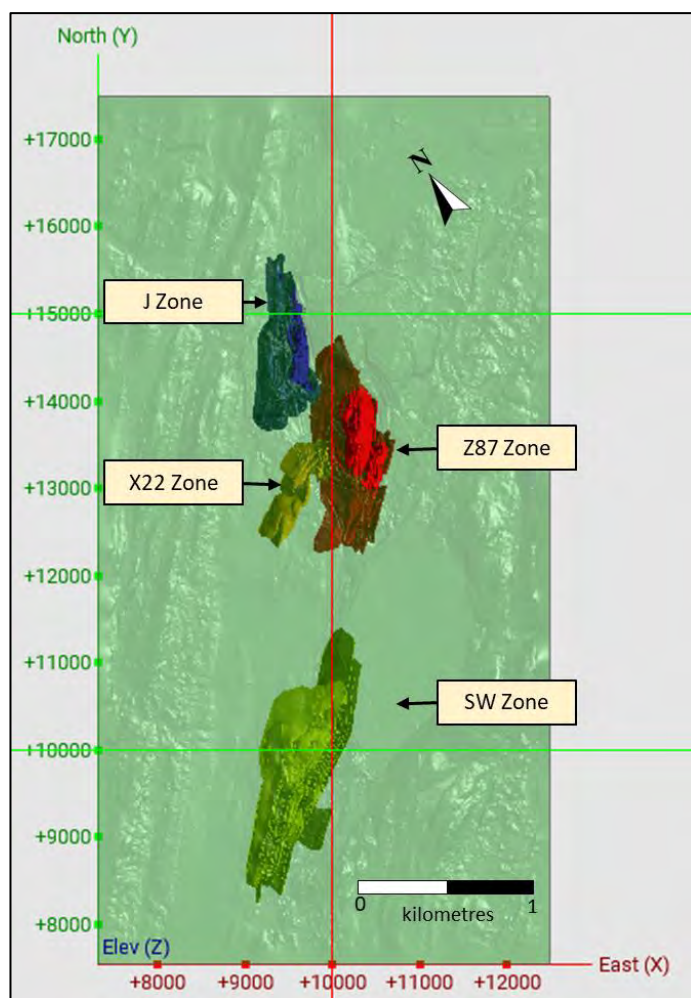 North (Y)
+17000
N
+16000
J Zone
+15000
+14000
Z87 Zone
X22 Zone
+13000
+12000
+11000
SW Zone
+10000
+9000
0 1
kilometres
+8000
Elev (Z)
East (X)
+8000 +9000 +10000 +11000 +12000